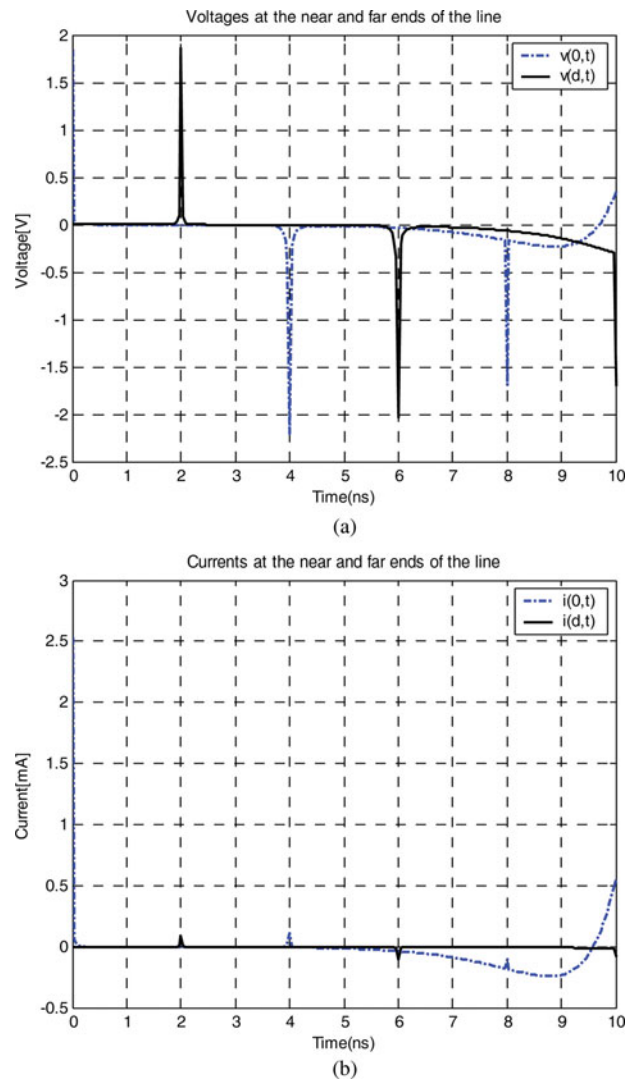 Voltages at the near and far ends of the line
2
1.5
1
0.5
0
-0.5
-1
-1.5
-2
-2.5
Voltage[V]
v(0,t)
v(d,t)
0 1 2 3 4 5 6 7 8 9 10
Time(ns)
(a)
Currents at the near and far ends of the line
3
2.5
2
1.5
1
0.5
0
-0.5
Current[mA]
i(0,t)
i(d,t)
0 1 2 3 4 5 6 7 8 9 10
Time(ns)
(b)